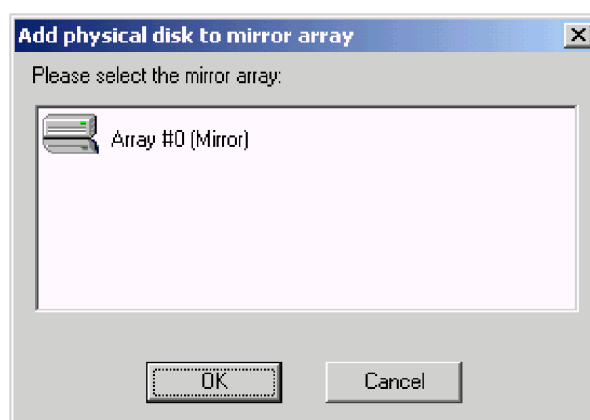 Add physical disk to mirror array
Please select the mirror array:
Array #0 (Mirror)
OK
Cancel